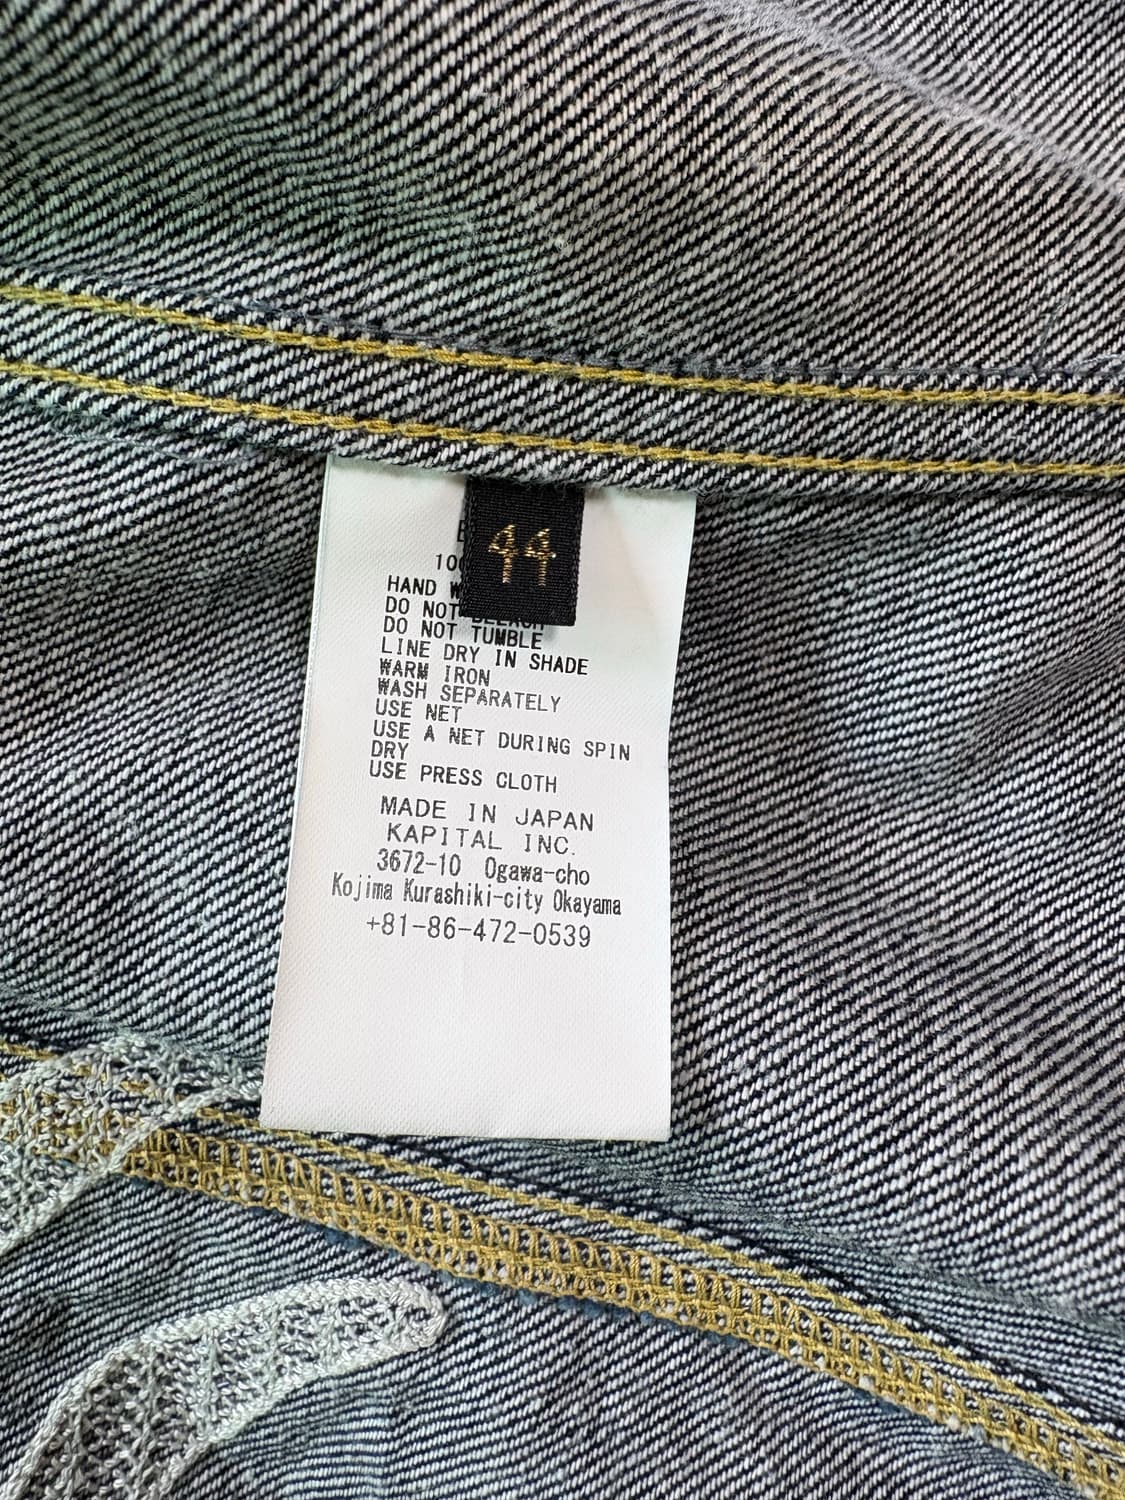 44
HAND
DO NOT BLEACH
DO NOT TUMBLE
LINE DRY IN SHADE
WARM IRON
WASH SEPARATELY
USE NET
USE A NET DURING SPIN
DRY
USE PRESS CLOTH
MADE IN JAPAN
KAPITAL INC.
3672-10 Ogawa-cho
Kojima Kurashiki-city Okayama
+81-86-472-0539